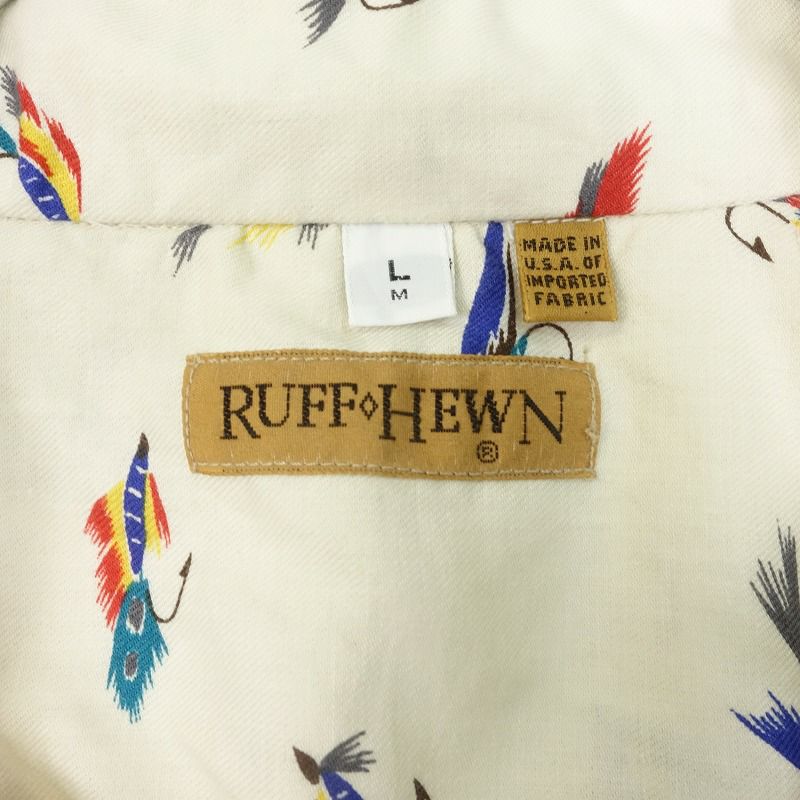 L
M
MADE IN
U.S.A. OF
IMPORTED
FABRIC
RUFF◇HEWN
®